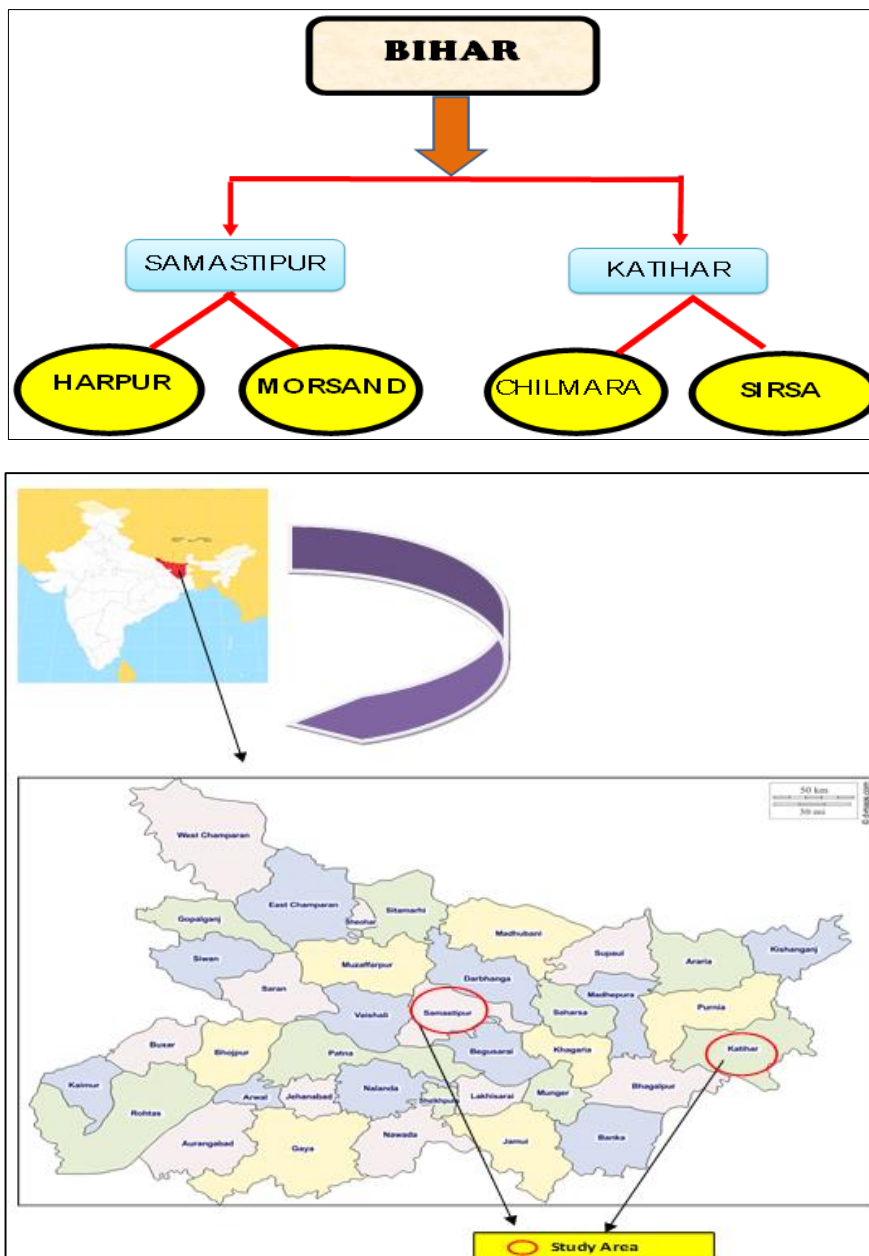 BIHAR
SAMASTIPUR
KATIHAR
HARPUR
MORSAND
CHILMARA
SIRSA
50 km
30 mi
West Champaran
East Champaran
Sitamarhi
Gopalganj
Sheohar
Madhubani
Siwan
Muzaffarpur
Darbhanga
Supaul
Araria
Kishanganj
Saran
Madhepura
Vaishali
Samastipur
Saharsa
Purnia
Buxar
Bhojpur
Patna
Begusarai
Khagaria
Katihar
Kaimur
Arwal
Jehanabad
Nalanda
Sheikhpura
Lakhisarai
Munger
Bhagalpur
Rohtas
Aurangabad
Gaya
Nawada
Jamui
Banka
Study Area